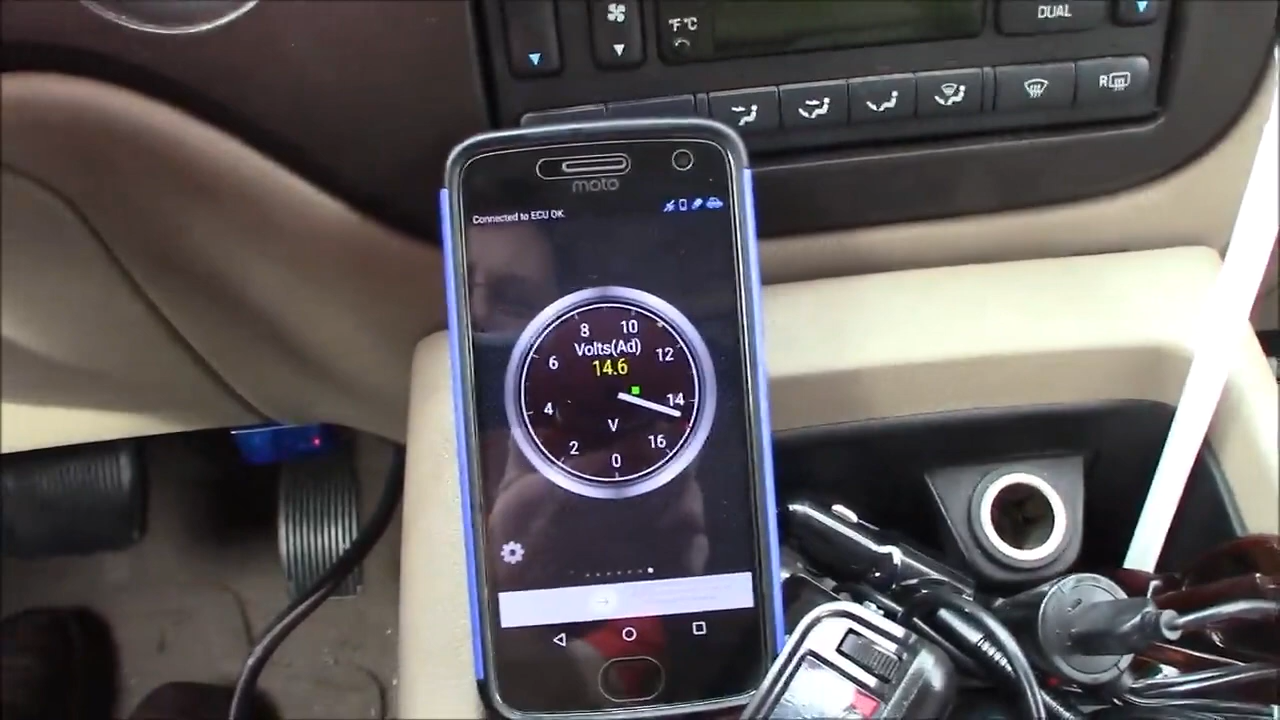 DUAL
°F°C
R
moto
Connected to ECU OK
8 10
Volts(Ad)
6 14.6 12
4 14
V
2 16
0